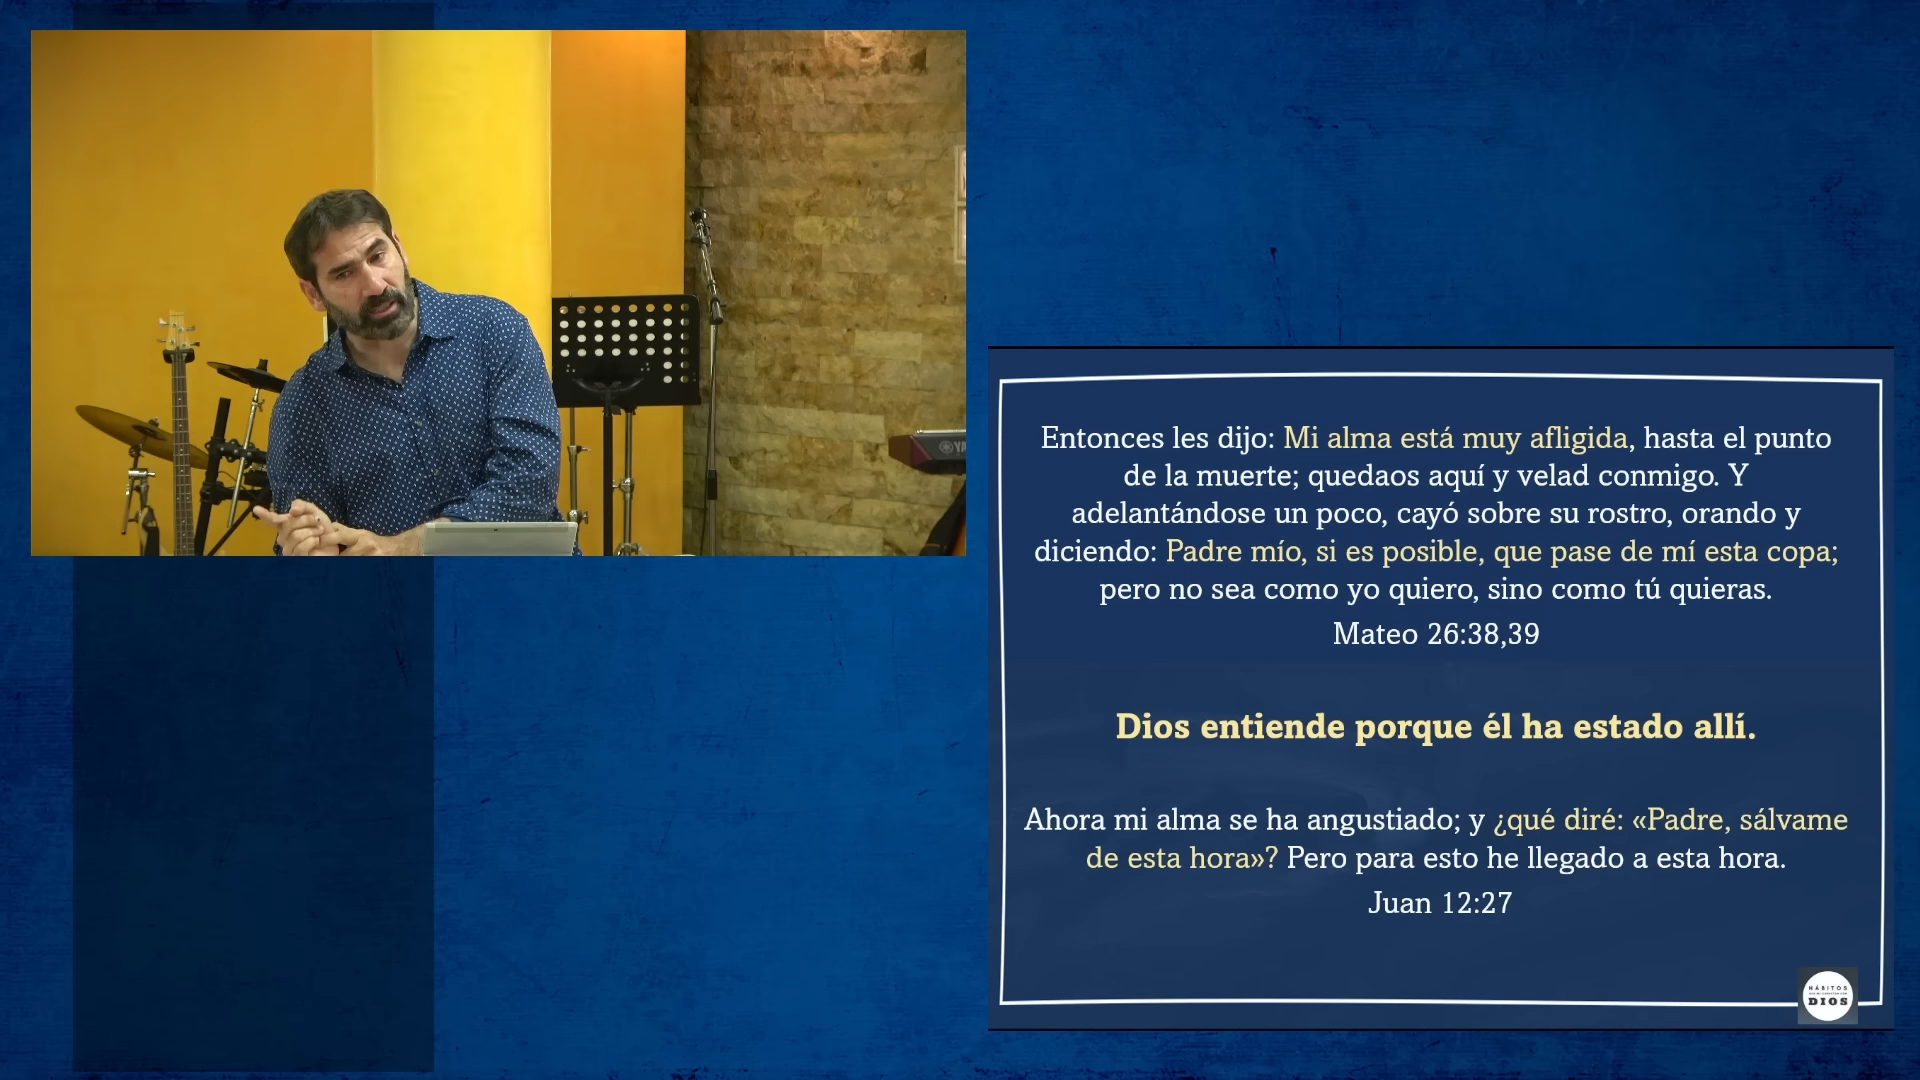 Entonces les dijo: Mi alma está muy afligida, hasta el punto
de la muerte; quedaos aquí y velad conmigo. Y
adelantándose un poco, cayó sobre su rostro, orando y
diciendo: Padre mío, si es posible, que pase de mí esta copa;
pero no sea como yo quiero, sino como tú quieras.
Mateo 26:38,39
Dios entiende porque él ha estado allí.
Ahora mi alma se ha angustiado; y ¿qué diré: «Padre, sálvame
de esta hora»? Pero para esto he llegado a esta hora.
Juan 12:27
HÁBITOS
DIOS